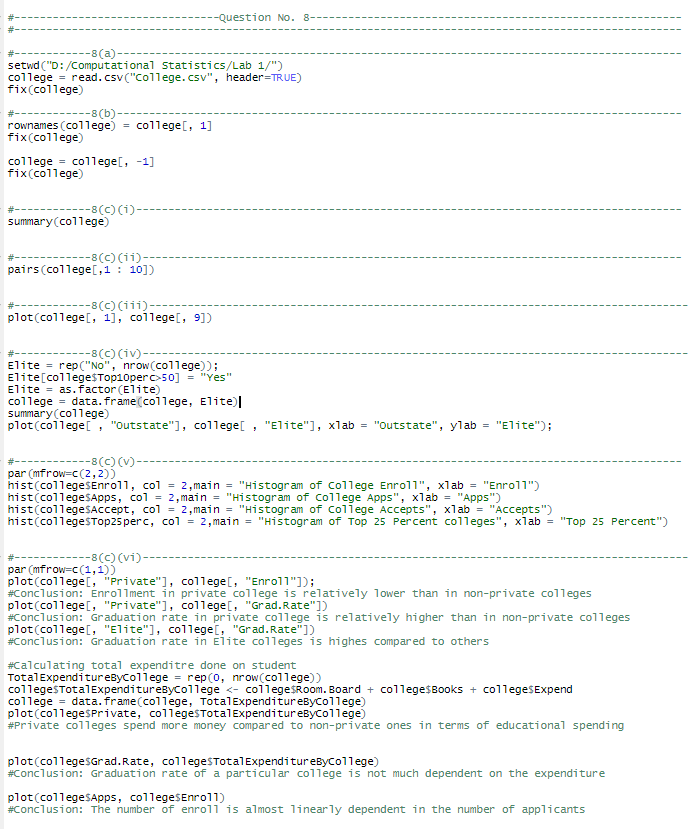 #--------------------------------Question No. 8----------------------------------------------------------
#---------------------------------------------------------------------------------------------------------
#------------8(a)-----------------------------------------------------------------------------------------
setwd("D:/Computational Statistics/Lab 1/")
college = read.csv("College.csv", header=TRUE)
fix(college)
#------------8(b)-----------------------------------------------------------------------------------------
rownames(college) = college[, 1]
fix(college)
college = college[, -1]
fix(college)
#------------8(c)(i)--------------------------------------------------------------------------------------
summary(college)
#------------8(c)(ii)-------------------------------------------------------------------------------------
pairs(college[,1 : 10])
#------------8(c)(iii)------------------------------------------------------------------------------------
plot(college[, 1], college[, 9])
#------------8(c)(iv)-------------------------------------------------------------------------------------
Elite = rep("No", nrow(college));
Elite[college$Top10perc>50] = "Yes"
Elite = as.factor(Elite)
college = data.frame(college, Elite)
summary(college)
plot(college[ , "Outstate"], college[ , "Elite"], xlab = "Outstate", ylab = "Elite");
#------------8(c)(v)--------------------------------------------------------------------------------------
par(mfrow=c(2,2))
hist(college$Enroll, col = 2,main = "Histogram of College Enroll", xlab = "Enroll")
hist(college$Apps, col = 2,main = "Histogram of College Apps", xlab = "Apps")
hist(college$Accept, col = 2,main = "Histogram of College Accepts", xlab = "Accepts")
hist(college$Top25perc, col = 2,main = "Histogram of Top 25 Percent colleges", xlab = "Top 25 Percent")
#------------8(c)(vi)-------------------------------------------------------------------------------------
par(mfrow=c(1,1))
plot(college[, "Private"], college[, "Enroll"]);
#Conclusion: Enrollment in private college is relatively lower than in non-private colleges
plot(college[, "Private"], college[, "Grad.Rate"])
#Conclusion: Graduation rate in private college is relatively higher than in non-private colleges
plot(college[, "Elite"], college[, "Grad.Rate"])
#Conclusion: Graduation rate in Elite colleges is highes compared to others
#Calculating total expenditre done on student
TotalExpenditureByCollege = rep(0, nrow(college))
college$TotalExpenditureByCollege <- college$Room.Board + college$Books + college$Expend
college = data.frame(college, TotalExpenditureByCollege)
plot(college$Private, college$TotalExpenditureByCollege)
#Private colleges spend more money compared to non-private ones in terms of educational spending
plot(college$Grad.Rate, college$TotalExpenditureByCollege)
#Conclusion: Graduation rate of a particular college is not much dependent on the expenditure
plot(college$Apps, college$Enroll)
#Conclusion: The number of enroll is almost linearly dependent in the number of applicants